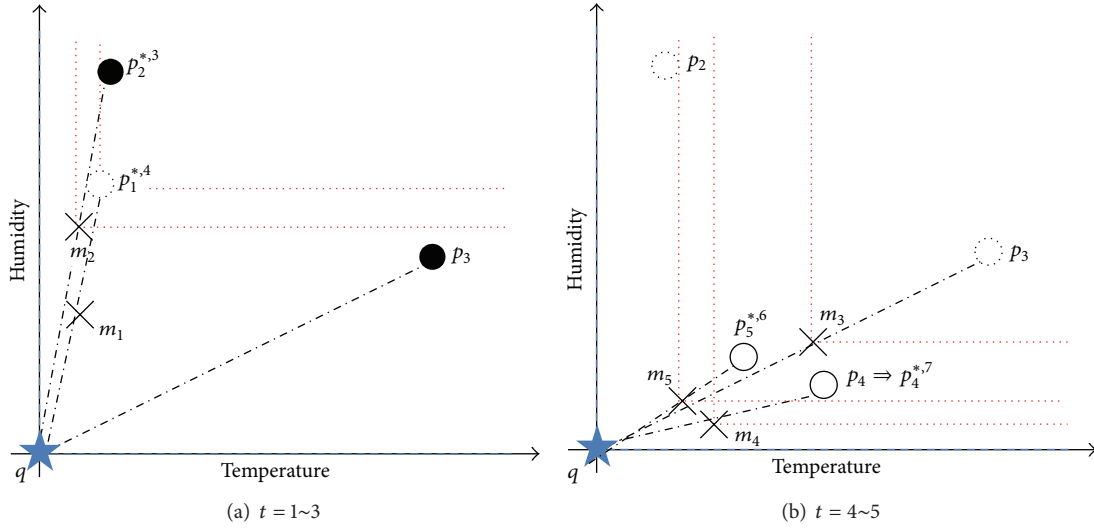 Humidity
p₂*,³
p₁*,⁴
m₂
p₃
m₁
q
Temperature
(a) t = 1~3
Humidity
p₂
p₃
p₅*,⁶
m₃
m₅
p₄ ⇒ p₄*,⁷
m₄
q
Temperature
(b) t = 4~5